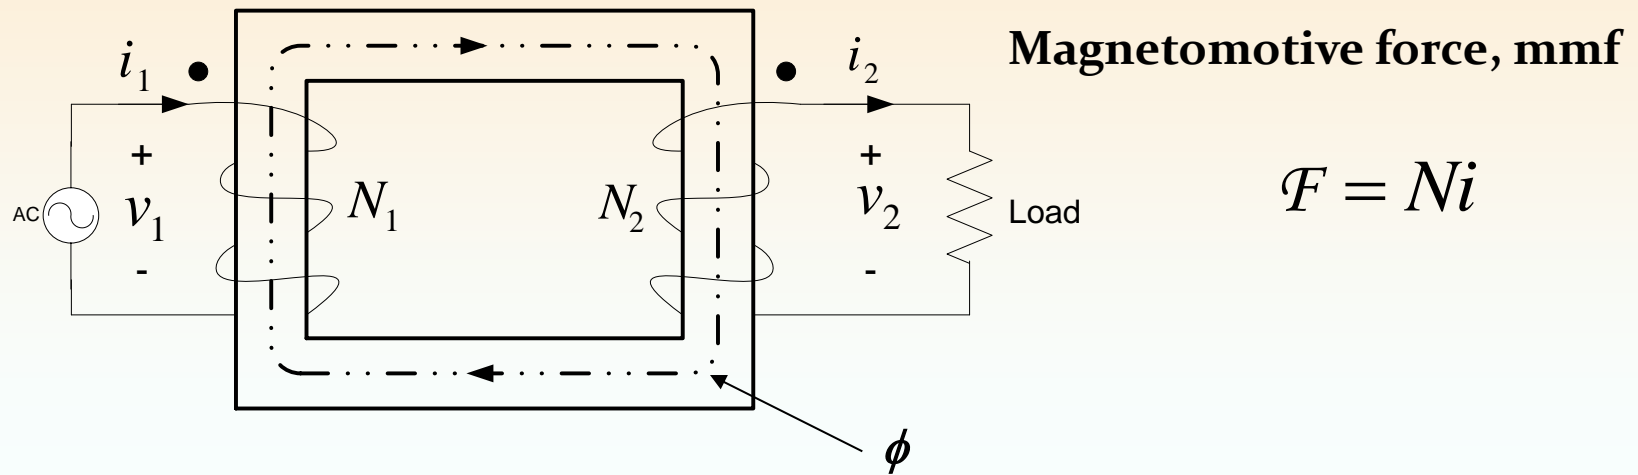 Magnetomotive force, mmf
i₁
i₂
+
+
AC
v₁
N₁
N₂
v₂
Load
ℱ = Ni
-
-
ϕ